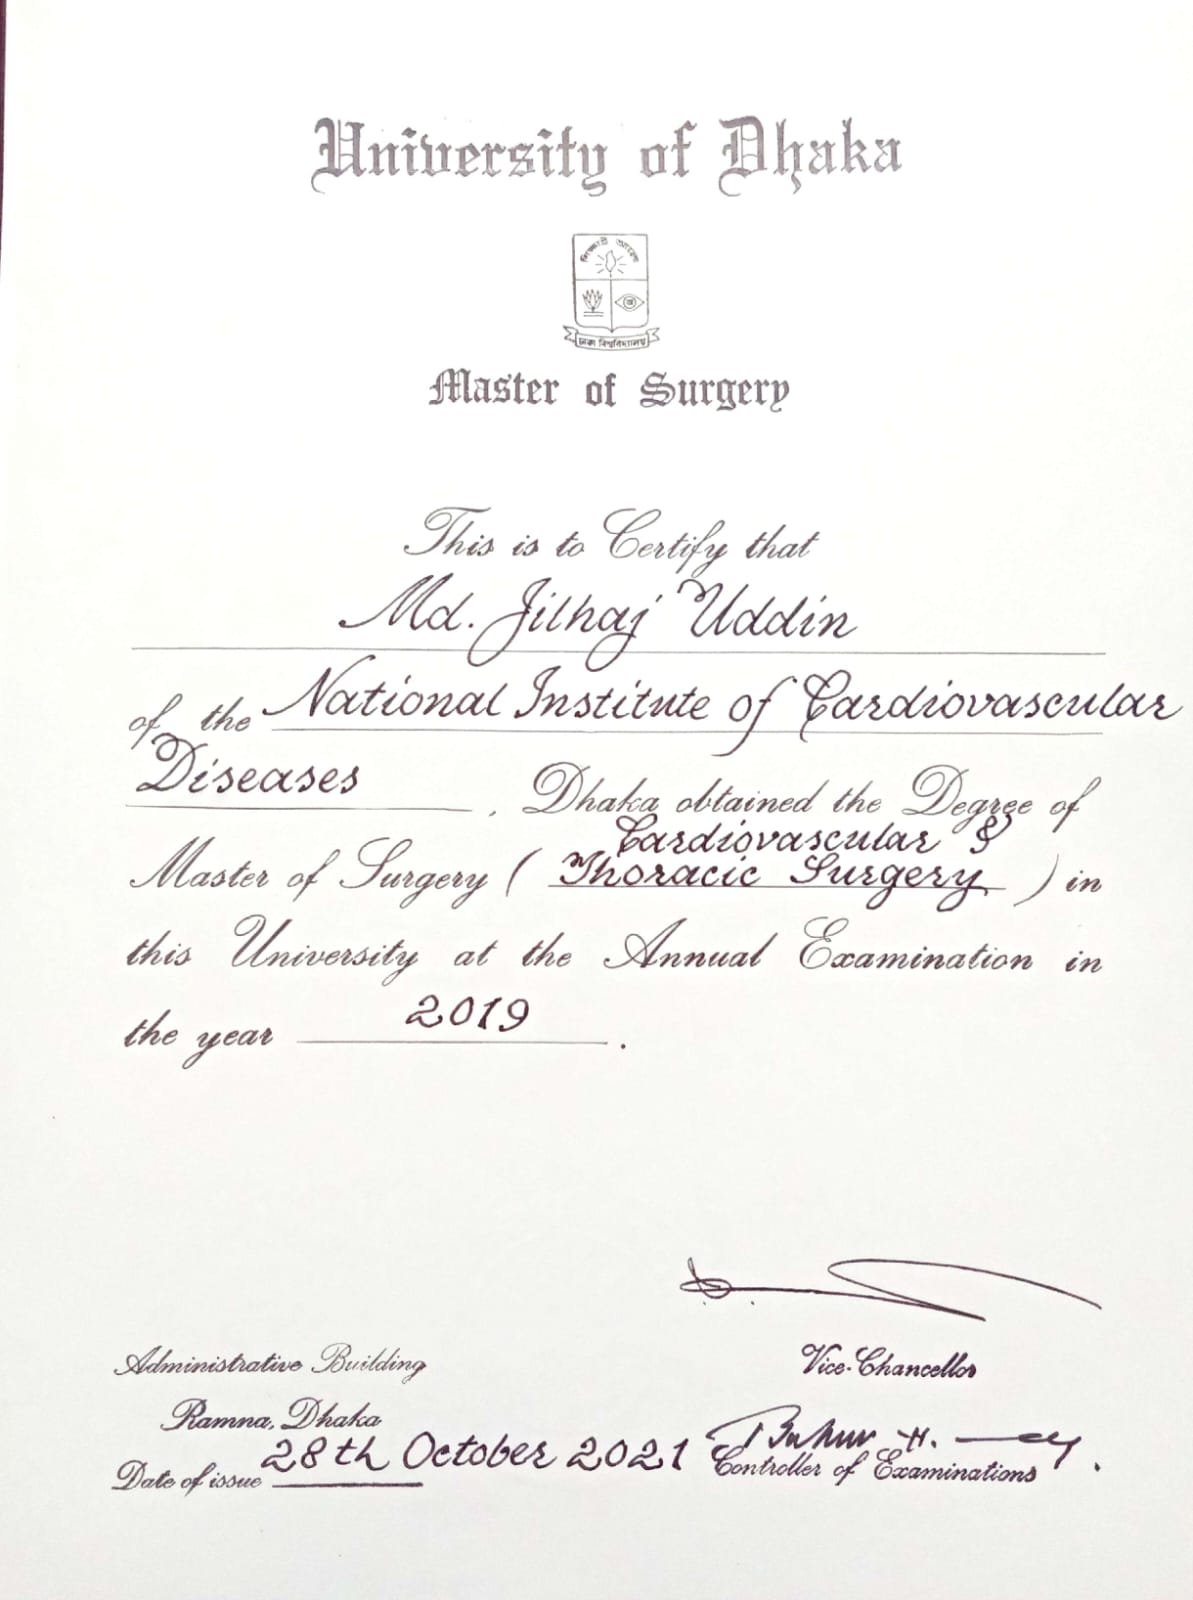 University of Dhaka
ঢাকা বিশ্ববিদ্যালয়
Master of Surgery
This is to Certify that
Md. Jilhaj Uddin
of the National Institute of Cardiovascular
Diseases, Dhaka obtained the Degree of
Cardiovascular &
Master of Surgery ( Thoracic Surgery ) in
this University at the Annual Examination in
the year 2019.
Vice-Chancellor
Administrative Building
Ramna, Dhaka
Date of issue 28th October 2021
Controller of Examinations